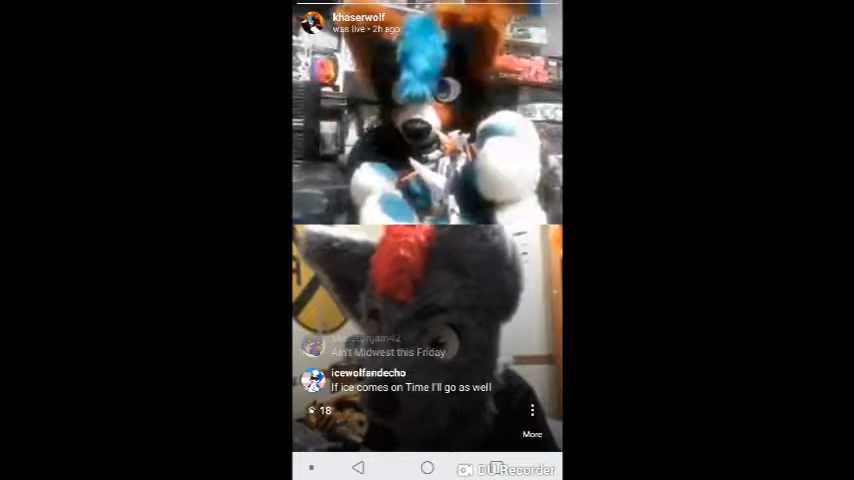 khaserwolf
was live • 2h ago
skeletonjam42
Ain't Midwest this Friday
icewolfandecho
If ice comes on Time I'll go as well
18
More
DU Recorder